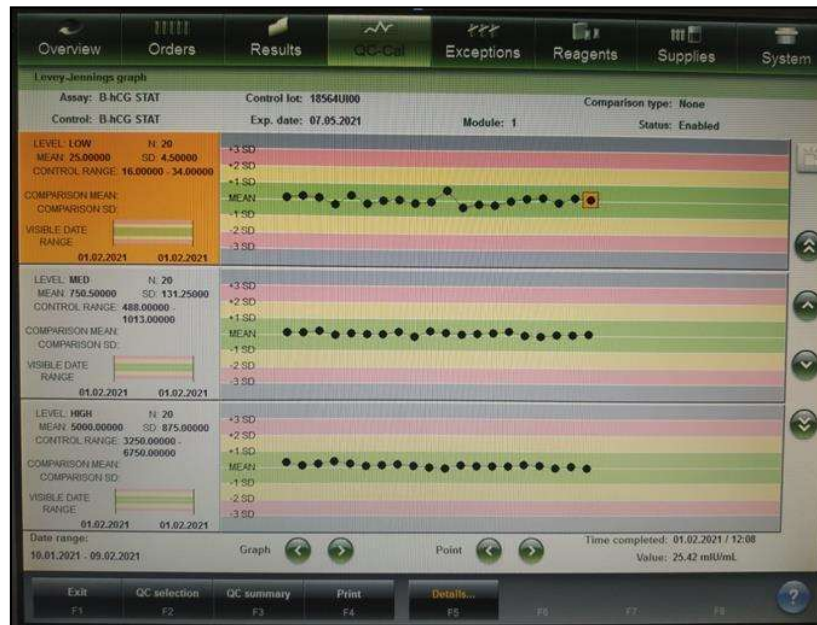 Overview Orders Results QC-Cal Exceptions Reagents Supplies System
Levey-Jennings graph
Assay: B-hCG STAT Control lot: 18564UI00 Comparison type: None
Control: B-hCG STAT Exp. date: 07.05.2021 Module: 1 Status: Enabled
LEVEL: LOW N: 20
MEAN: 25.00000 SD: 4.50000
CONTROL RANGE: 16.00000 - 34.00000
COMPARISON MEAN:
COMPARISON SD:
VISIBLE DATE
RANGE
01.02.2021 01.02.2021
+3 SD
+2 SD
+1 SD
MEAN
-1 SD
-2 SD
-3 SD
LEVEL: MED N: 20
MEAN: 750.50000 SD: 131.25000
CONTROL RANGE: 488.00000 -
1013.00000
COMPARISON MEAN:
COMPARISON SD:
VISIBLE DATE
RANGE
01.02.2021 01.02.2021
+3 SD
+2 SD
+1 SD
MEAN
-1 SD
-2 SD
-3 SD
LEVEL: HIGH N: 20
MEAN: 5000.00000 SD: 875.00000
CONTROL RANGE: 3250.00000 -
6750.00000
COMPARISON MEAN:
COMPARISON SD:
VISIBLE DATE
RANGE
01.02.2021 01.02.2021
+3 SD
+2 SD
+1 SD
MEAN
-1 SD
-2 SD
-3 SD
Date range:
10.01.2021 - 09.02.2021
Graph Point
Time completed: 01.02.2021 / 12:08
Value: 25.42 mIU/mL
Exit QC selection QC summary Print Details...
F1 F2 F3 F4 F5 F6 F7 F8
?